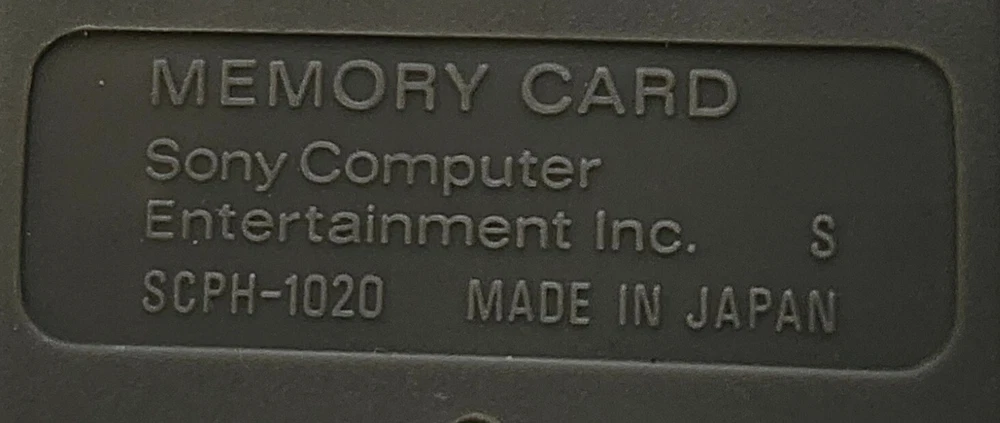 MEMORY CARD
Sony Computer
Entertainment Inc. S
SCPH-1020 MADE IN JAPAN